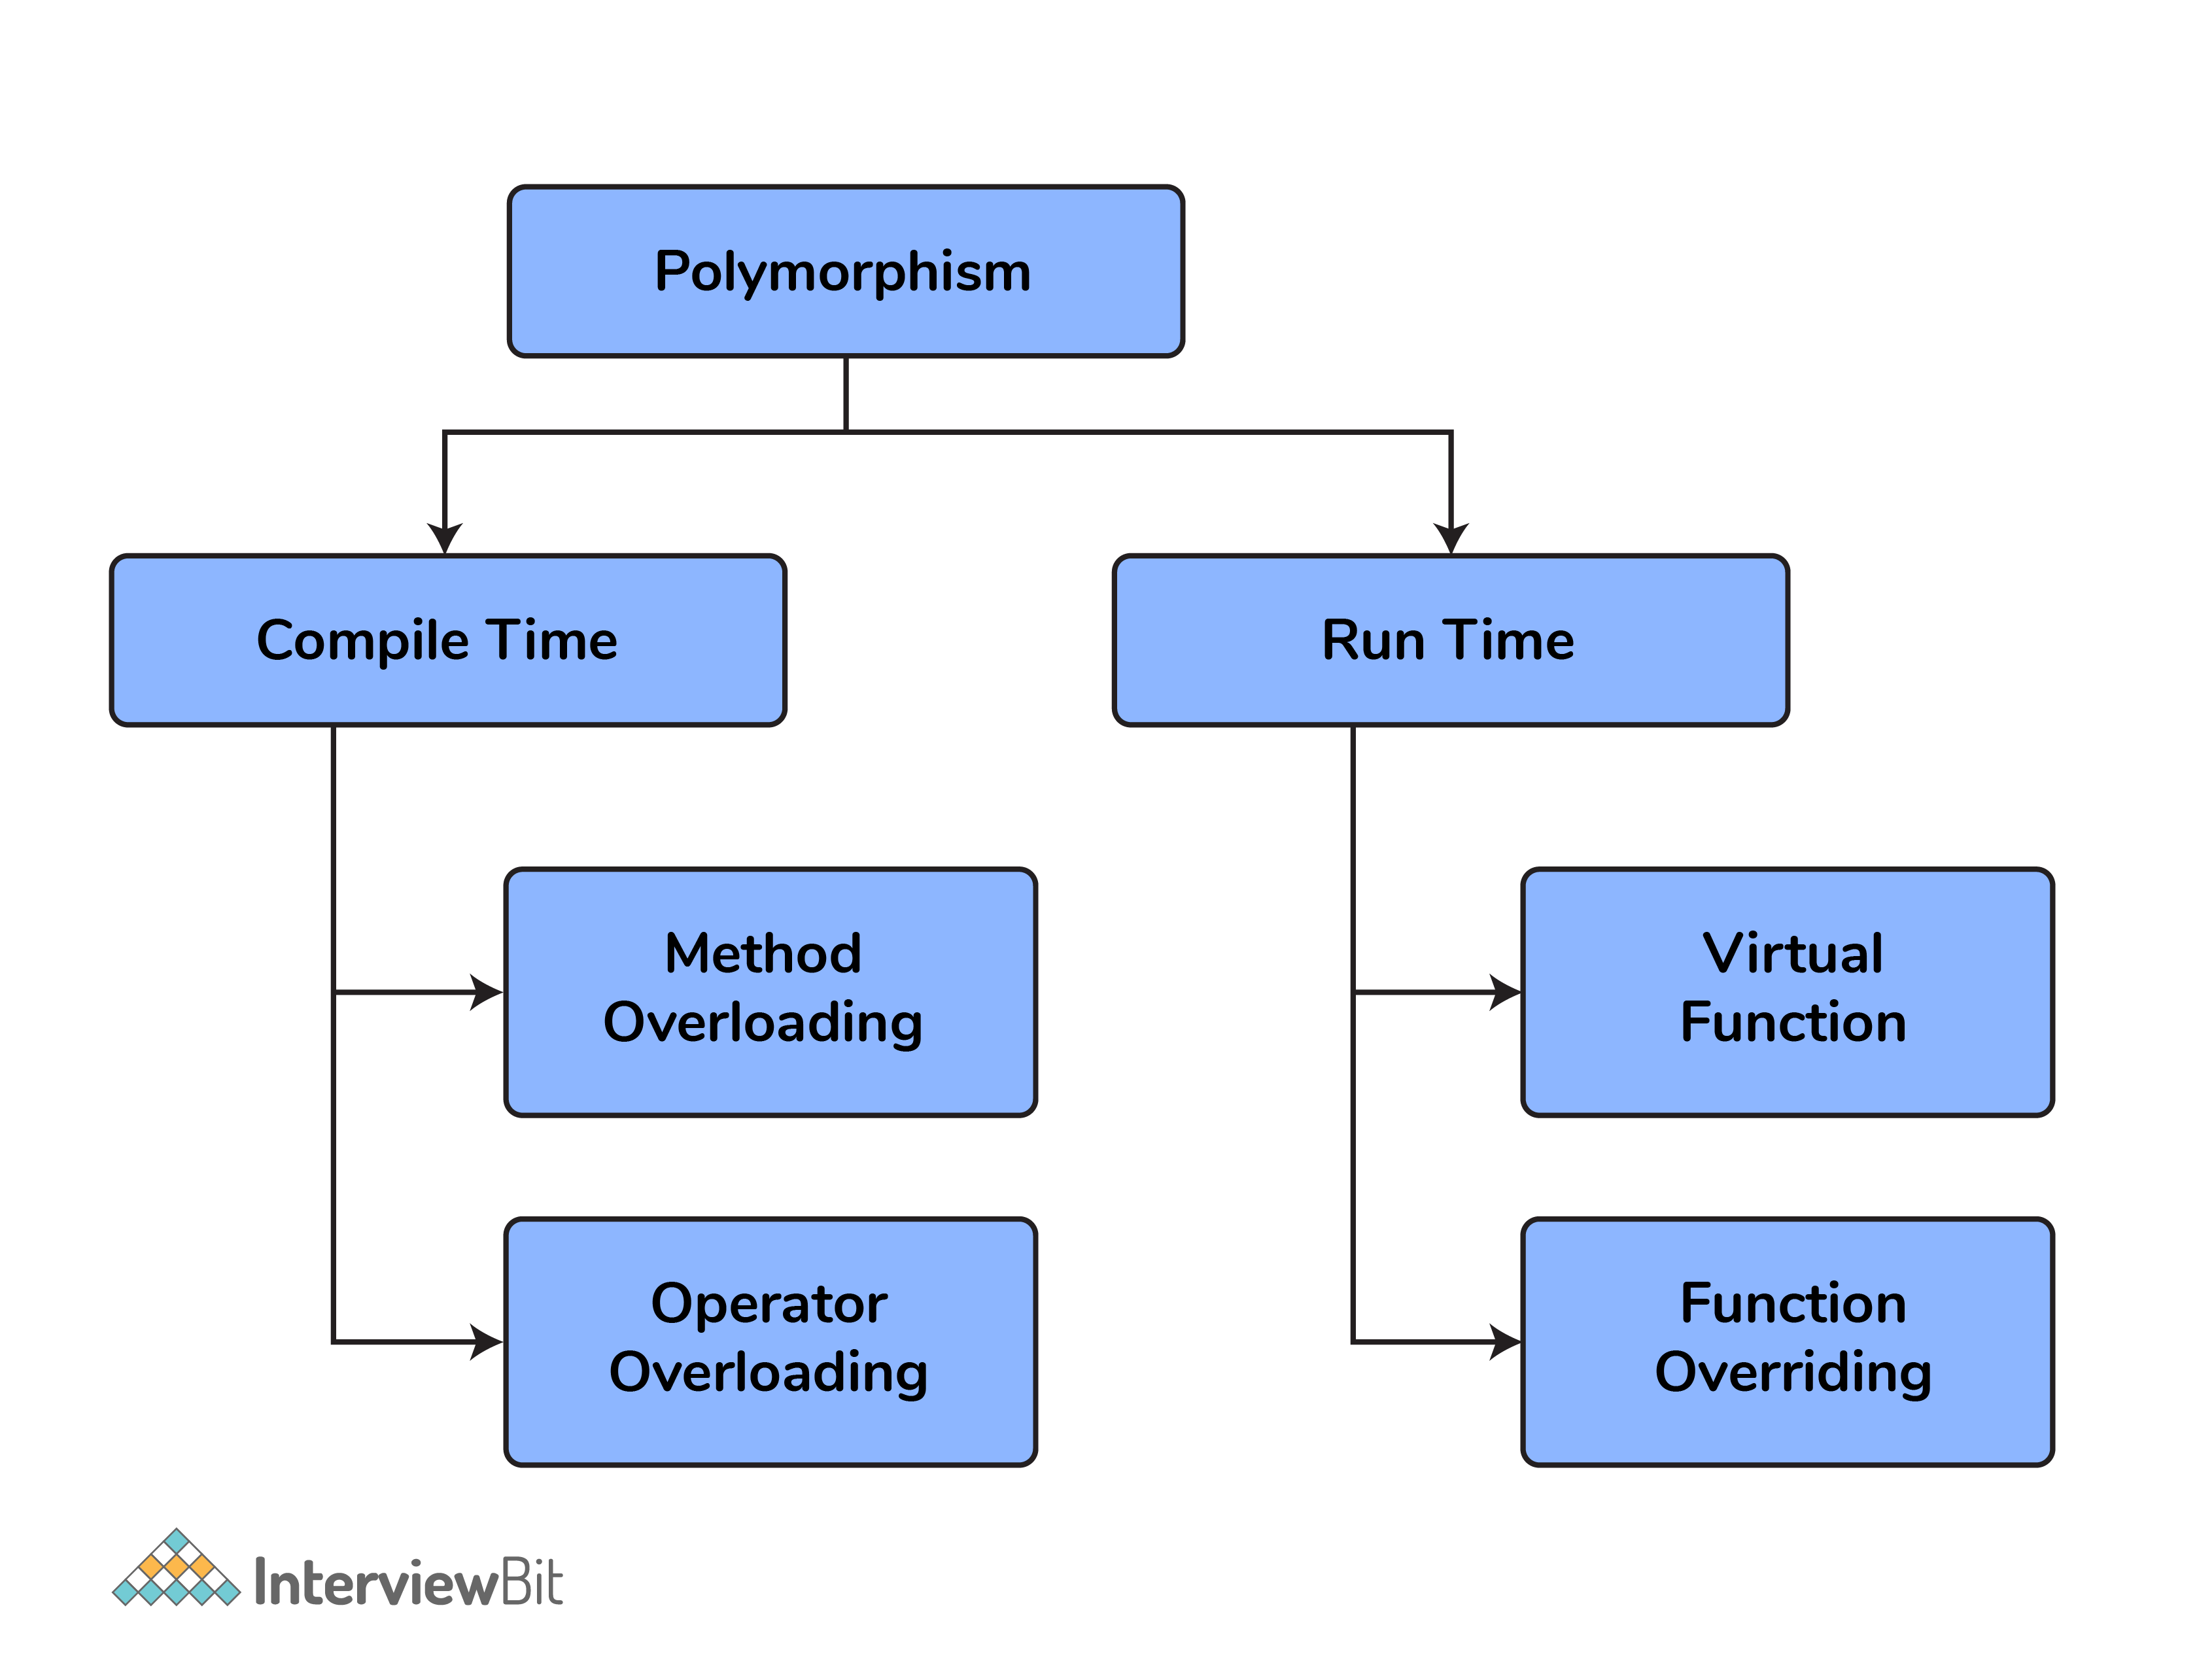 Polymorphism
Compile Time
Run Time
Method
Overloading
Virtual
Function
Operator
Overloading
Function
Overriding
InterviewBit